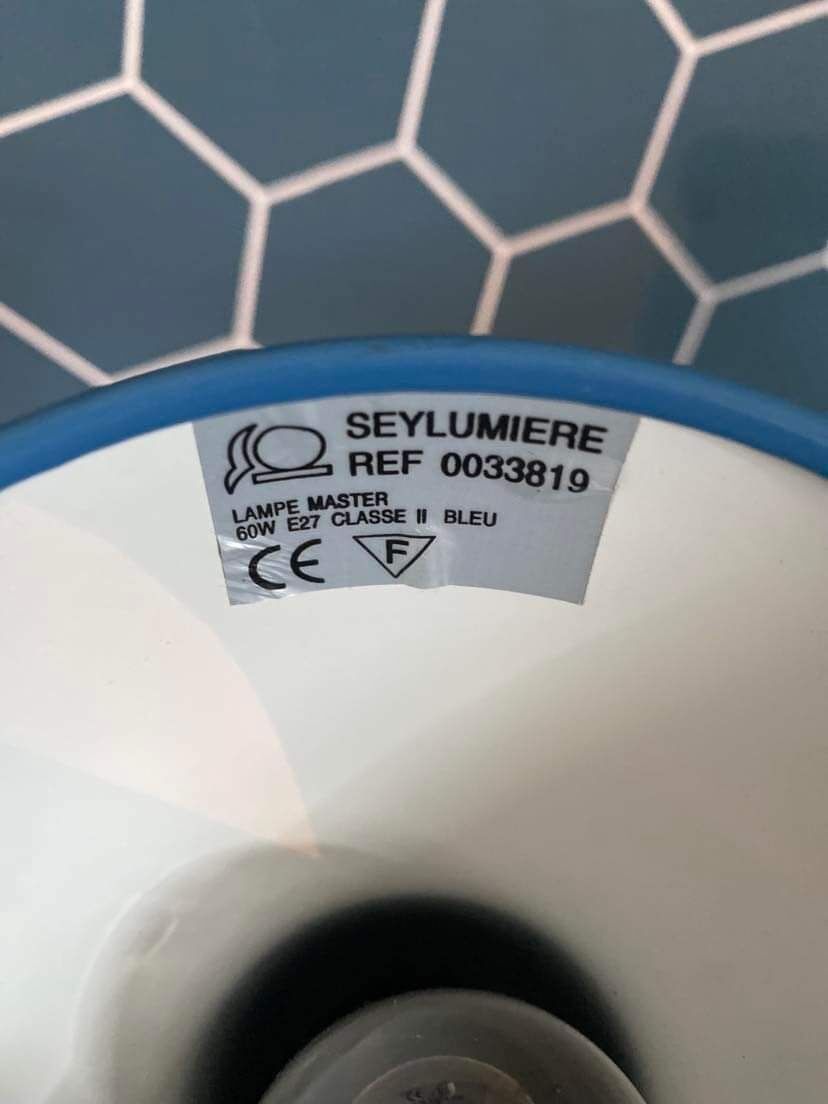 SEYLUMIERE
REF 0033819
LAMPE MASTER
60W E27 CLASSE II BLEU
CE F